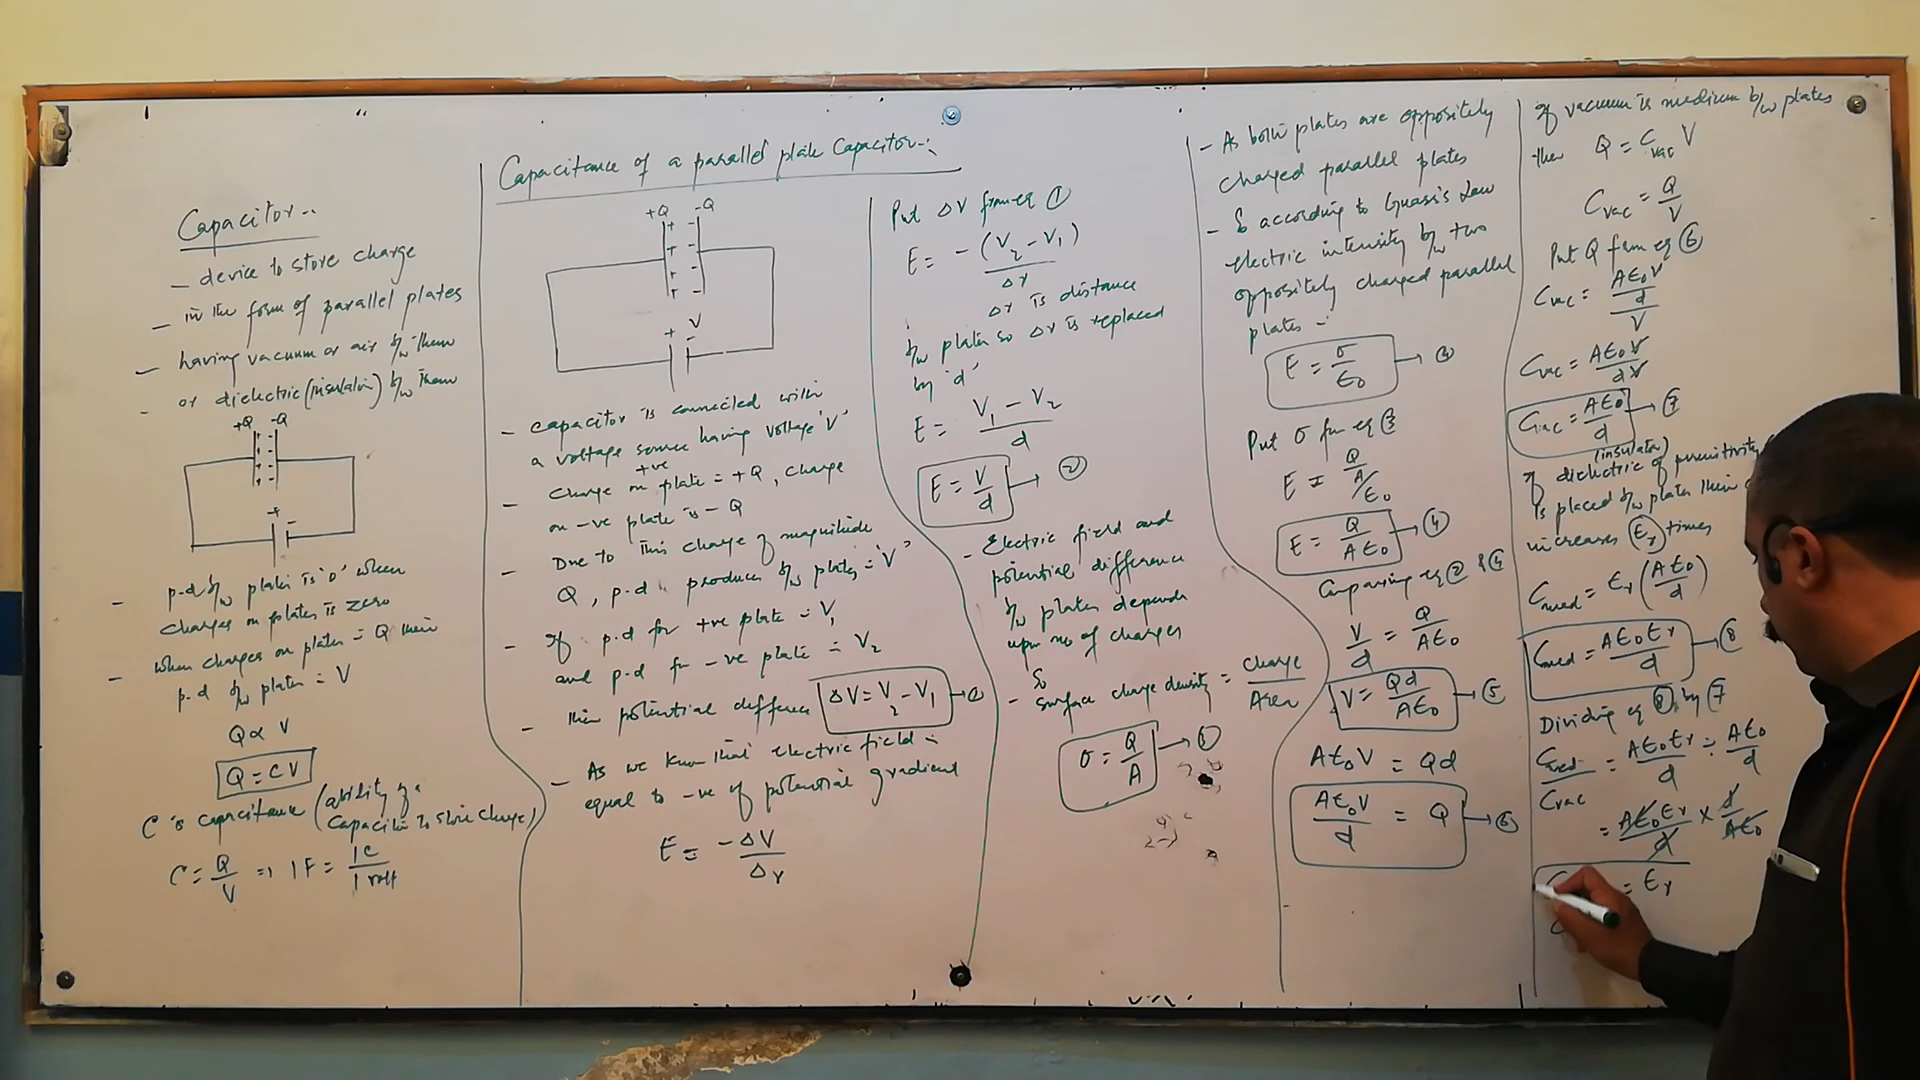 Capacitor:-
- device to store charge
- in the form of parallel plates
- having vacuum or air b/w them
- or dielectric (insulator) b/w them
+Q -Q
+ -
- p.d b/w plates is '0' when
charges on plates is zero
- when charges on plates = Q then
p.d b/w plates = V
Q ∝ V
Q = CV
C is capacitance (ability of a
capacitor to store charge)
C = Q/V => 1F = 1C/1 volt
Capacitance of a parallel plate Capacitor:-
+Q -Q
+ V -
- capacitor is connected with
a voltage source having voltage 'V'
- charge on +ve plate = +Q, charge
on -ve plate is - Q
- Due to this charge of magnitude
Q, p.d produces b/w plates = 'V'
- If p.d for +ve plate = V₁
and p.d for -ve plate = V₂
- then potential difference ΔV = V₂ - V₁ → ①
- As we know that electric field is
equal to -ve of potential gradient
E = -ΔV/Δr
Put ΔV from eq ①
E = -(V₂ - V₁)/Δr
Δr is distance
b/w plates so Δr is replaced
by 'd'
E = V₁ - V₂/d
E = V/d → ②
- Electric field and
potential difference
b/w plates depends
upon no of charges
- So
surface charge density = charge/Area
σ = Q/A → ③
- As both plates are oppositely
charged parallel plates
- So according to Guass's Law
electric intensity b/w two
oppositely charged parallel
plates =
E = σ/ε₀
Put σ from eq ③
E = Q/A/ε₀
E = Q/Aε₀ → ④
Comparing eq ② & ④
V/d = Q/Aε₀
V = Qd/Aε₀ → ⑤
Aε₀V = Qd
Aε₀V/d = Q → ⑥
If vacuum is medium b/w plates
then Q = Cvac V
Cvac = Q/V
Put Q from eq ⑥
Cvac = Aε₀V/d/V
Cvac = Aε₀V/dV
Cvac = Aε₀/d → ⑦
(insulator)
If dielectric of permitivity
is placed b/w plates then
increases (εr) times
Cmed = εr (Aε₀/d)
Cmed = Aε₀εr/d → ⑧
Dividing eq ⑧ by ⑦
Cmed/Cvac = Aε₀εr/d ÷ Aε₀/d
= Aε₀εr/d × d/Aε₀
= εr